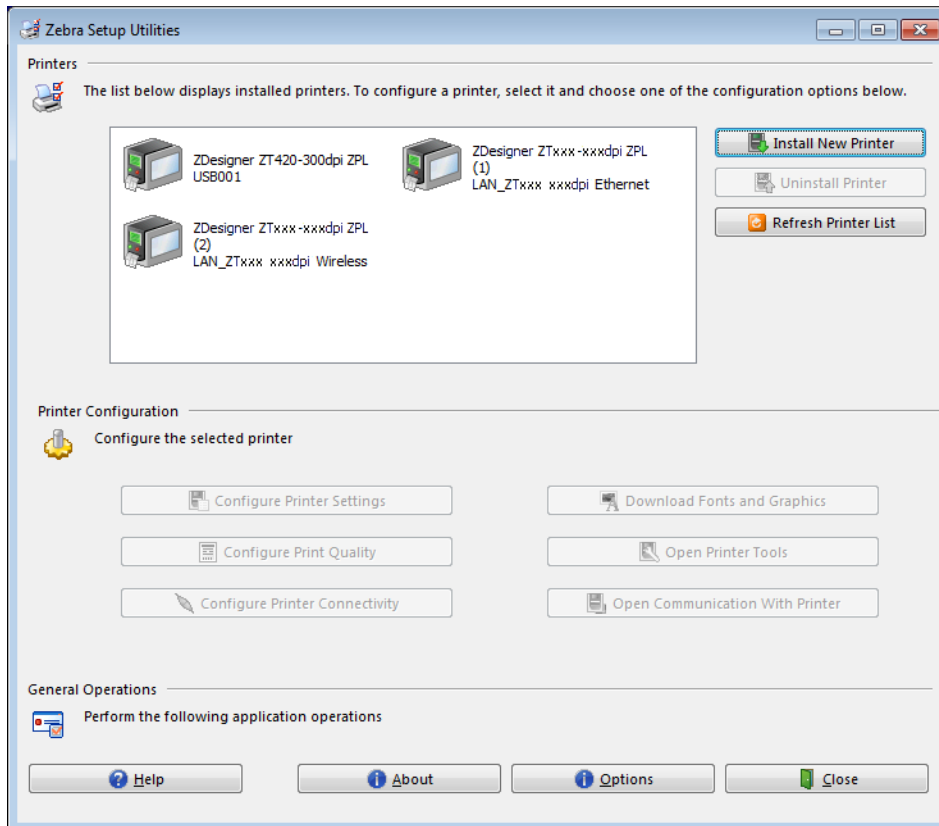 Zebra Setup Utilities
Printers
The list below displays installed printers. To configure a printer, select it and choose one of the configuration options below.
ZDesigner ZT420-300dpi ZPL
USB001
ZDesigner ZTxxx-xxxdpi ZPL
(1)
LAN_ZTxxx xxxdpi Ethernet
ZDesigner ZTxxx-xxxdpi ZPL
(2)
LAN_ZTxxx xxxdpi Wireless
Install New Printer
Uninstall Printer
Refresh Printer List
Printer Configuration
Configure the selected printer
Configure Printer Settings
Download Fonts and Graphics
Configure Print Quality
Open Printer Tools
Configure Printer Connectivity
Open Communication With Printer
General Operations
Perform the following application operations
Help
About
Options
Close